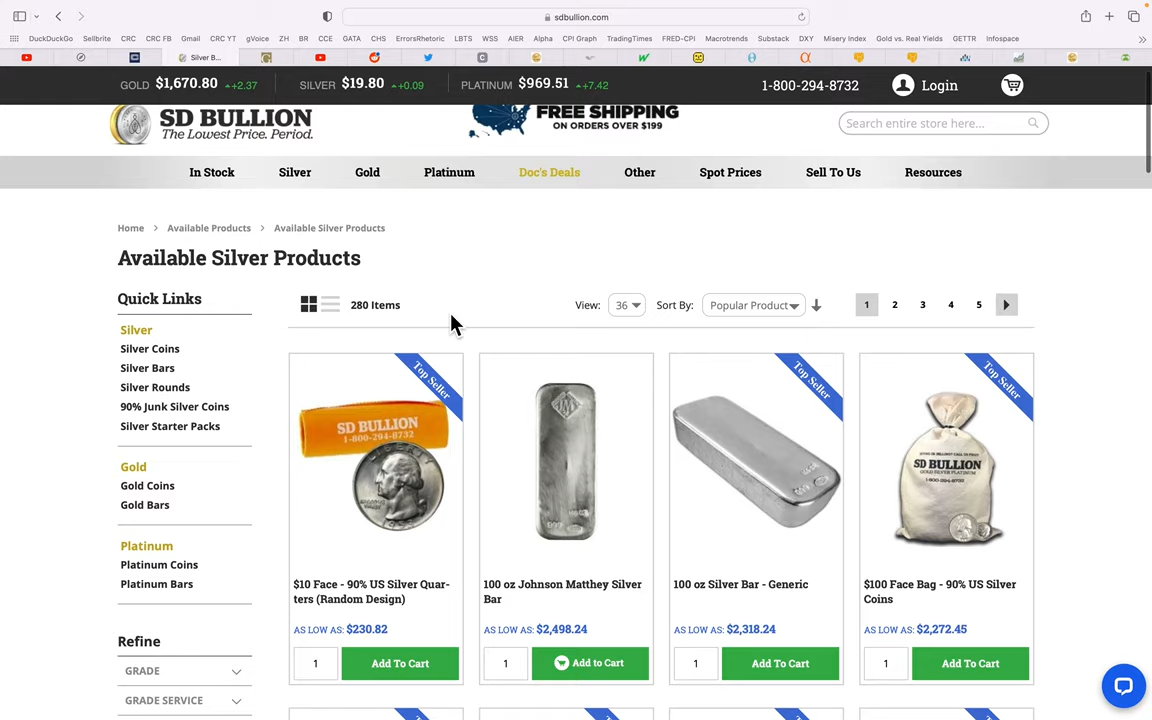 sdbullion.com
DuckDuckGo Sellbrite CRC CRC FB Gmail CRC YT gVoice ZH BR CCE GATA CHS ErrorsRhetoric LBTS WSS AIER Alpha CPI Graph TradingTimes FRED-CPI Macrotrends Substack DXY Misery Index Gold vs. Real Yields GETTR Infospace
Silver B...
GOLD $1,670.80 +2.37 SILVER $19.80 +0.09 PLATINUM $969.51 +7.42 1-800-294-8732 Login
SD BULLION
The Lowest Price. Period.
FREE SHIPPING
ON ORDERS OVER $199
Search entire store here...
In Stock Silver Gold Platinum Doc's Deals Other Spot Prices Sell To Us Resources
Home > Available Products > Available Silver Products
Available Silver Products
Quick Links
Silver
Silver Coins
Silver Bars
Silver Rounds
90% Junk Silver Coins
Silver Starter Packs
Gold
Gold Coins
Gold Bars
Platinum
Platinum Coins
Platinum Bars
Refine
GRADE
GRADE SERVICE
280 Items View: 36 Sort By: Popular Product 1 2 3 4 5
Top Seller
SD BULLION
1-800-294-8732
LIBERTY
$10 Face - 90% US Silver Quar-
ters (Random Design)
AS LOW AS: $230.82
1 Add To Cart
100 oz Johnson Matthey Silver
Bar
AS LOW AS: $2,498.24
1 Add to Cart
Top Seller
100 oz Silver Bar - Generic
AS LOW AS: $2,318.24
1 Add To Cart
Top Seller
SD BULLION
GOLD SILVER PLATINUM
1-800-294-8732
$100 Face Bag - 90% US Silver
Coins
AS LOW AS: $2,272.45
1 Add To Cart